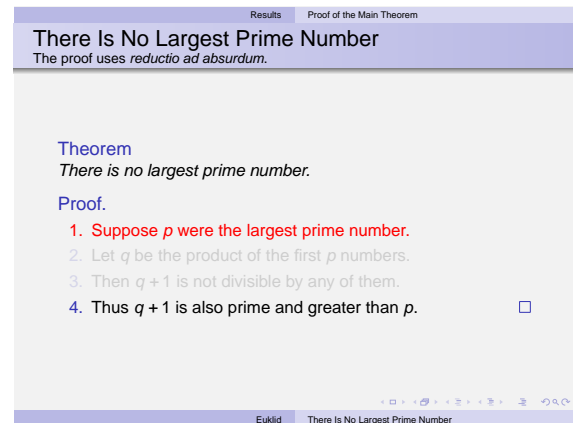 Results Proof of the Main Theorem
There Is No Largest Prime Number
The proof uses reductio ad absurdum.
Theorem
There is no largest prime number.
Proof.
1. Suppose p were the largest prime number.
2. Let q be the product of the first p numbers.
3. Then q + 1 is not divisible by any of them.
4. Thus q + 1 is also prime and greater than p.
Euklid There Is No Largest Prime Number